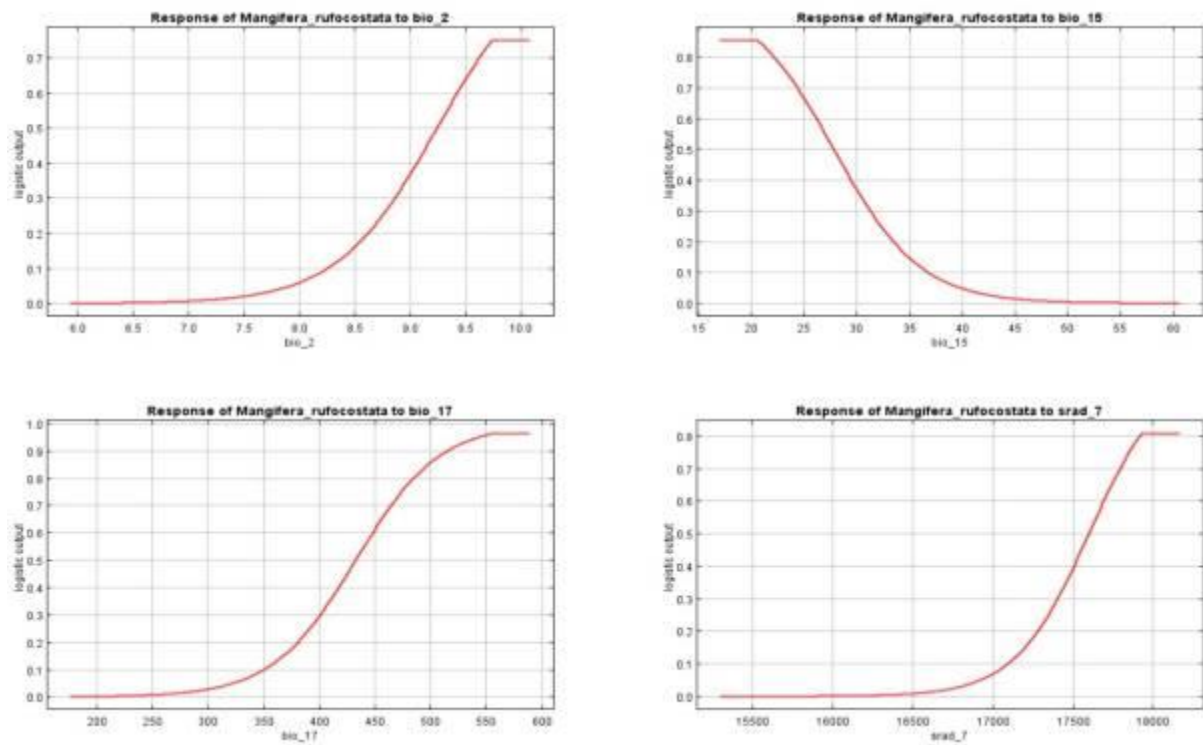 Response of Mangifera_rufocostata to bio_2
logistic output
0.7
0.6
0.5
0.4
0.3
0.2
0.1
0.0
6.0 6.5 7.0 7.5 8.0 8.5 9.0 9.5 10.0
bio_2
Response of Mangifera_rufocostata to bio_15
logistic output
0.8
0.7
0.6
0.5
0.4
0.3
0.2
0.1
0.0
15 20 25 30 35 40 45 50 55 60
bio_15
Response of Mangifera_rufocostata to bio_17
logistic output
1.0
0.9
0.8
0.7
0.6
0.5
0.4
0.3
0.2
0.1
0.0
200 250 300 350 400 450 500 550 600
bio_17
Response of Mangifera_rufocostata to srad_7
logistic output
0.8
0.7
0.6
0.5
0.4
0.3
0.2
0.1
0.0
15500 16000 16500 17000 17500 18000
srad_7